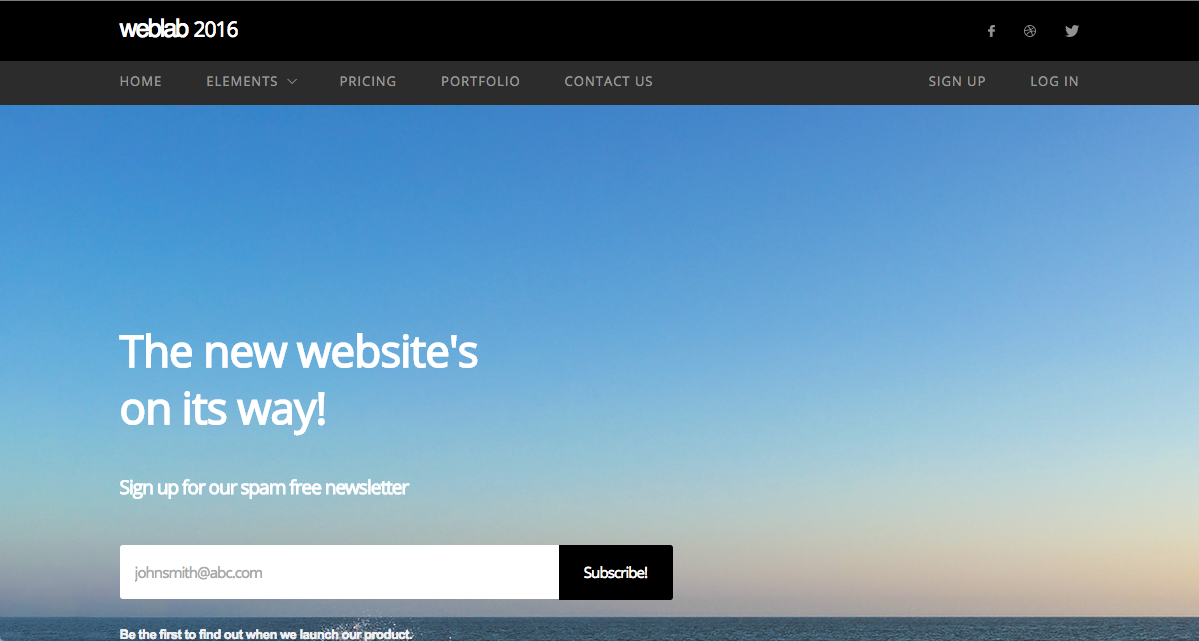 weblab 2016
HOME ELEMENTS PRICING PORTFOLIO CONTACT US SIGN UP LOG IN
The new website's
on its way!
Sign up for our spam free newsletter
johnsmith@abc.com Subscribe!
Be the first to find out when we launch our product.